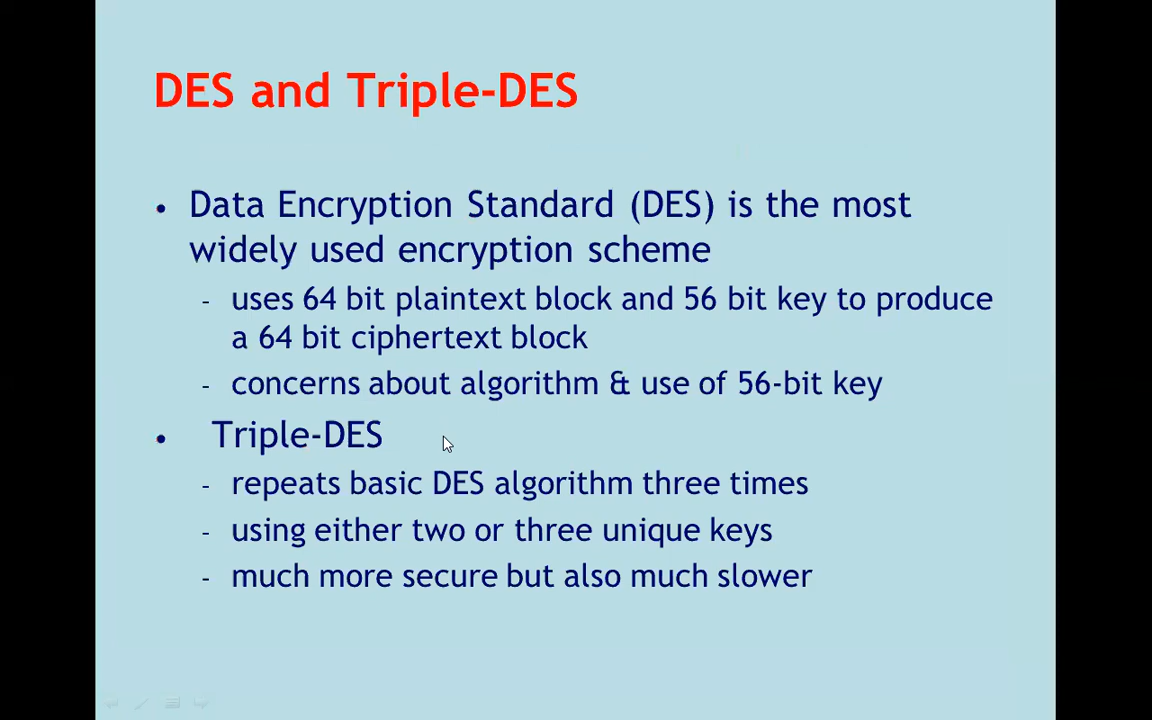 DES and Triple-DES
• Data Encryption Standard (DES) is the most
widely used encryption scheme
- uses 64 bit plaintext block and 56 bit key to produce
a 64 bit ciphertext block
- concerns about algorithm & use of 56-bit key
• Triple-DES
- repeats basic DES algorithm three times
- using either two or three unique keys
- much more secure but also much slower